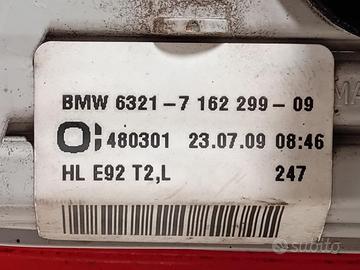 BMW 6321-7 162 299-09
480301 23.07.09 08:46
HL E92 T2,L 247
subito